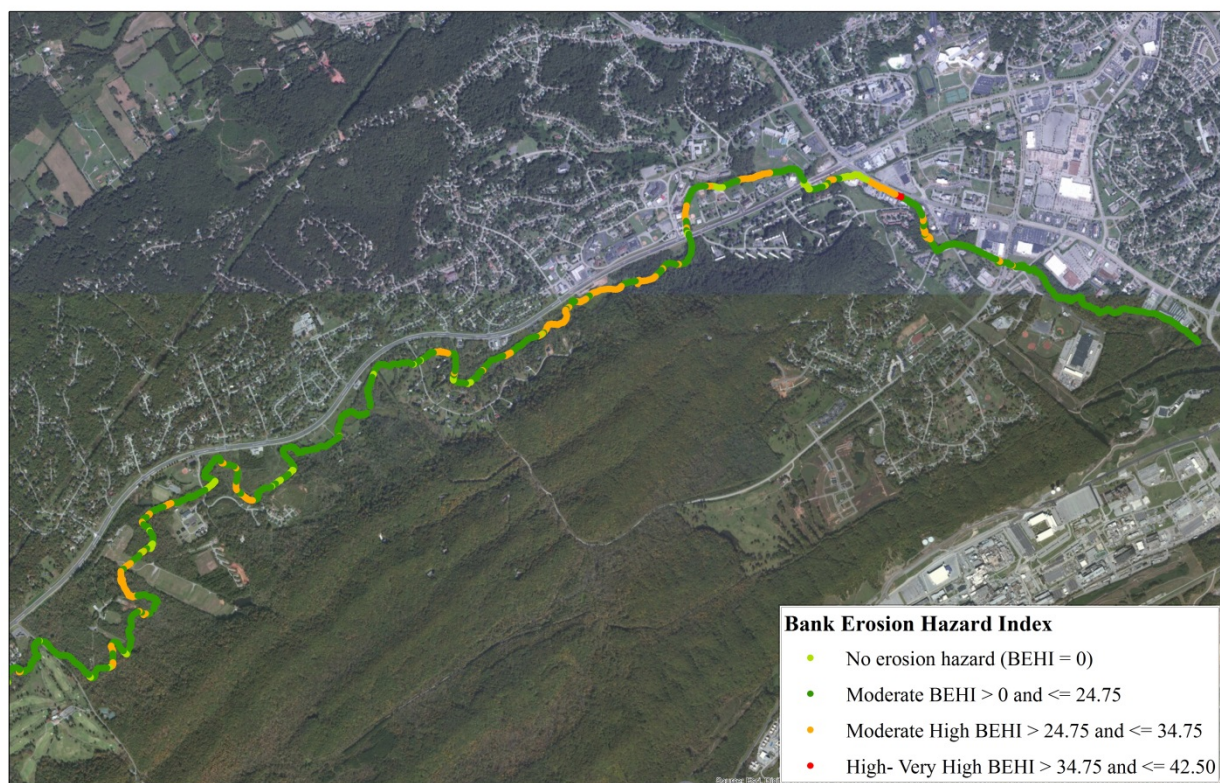 Bank Erosion Hazard Index
No erosion hazard (BEHI = 0)
Moderate BEHI > 0 and <= 24.75
Moderate High BEHI > 24.75 and <= 34.75
High- Very High BEHI > 34.75 and <= 42.50